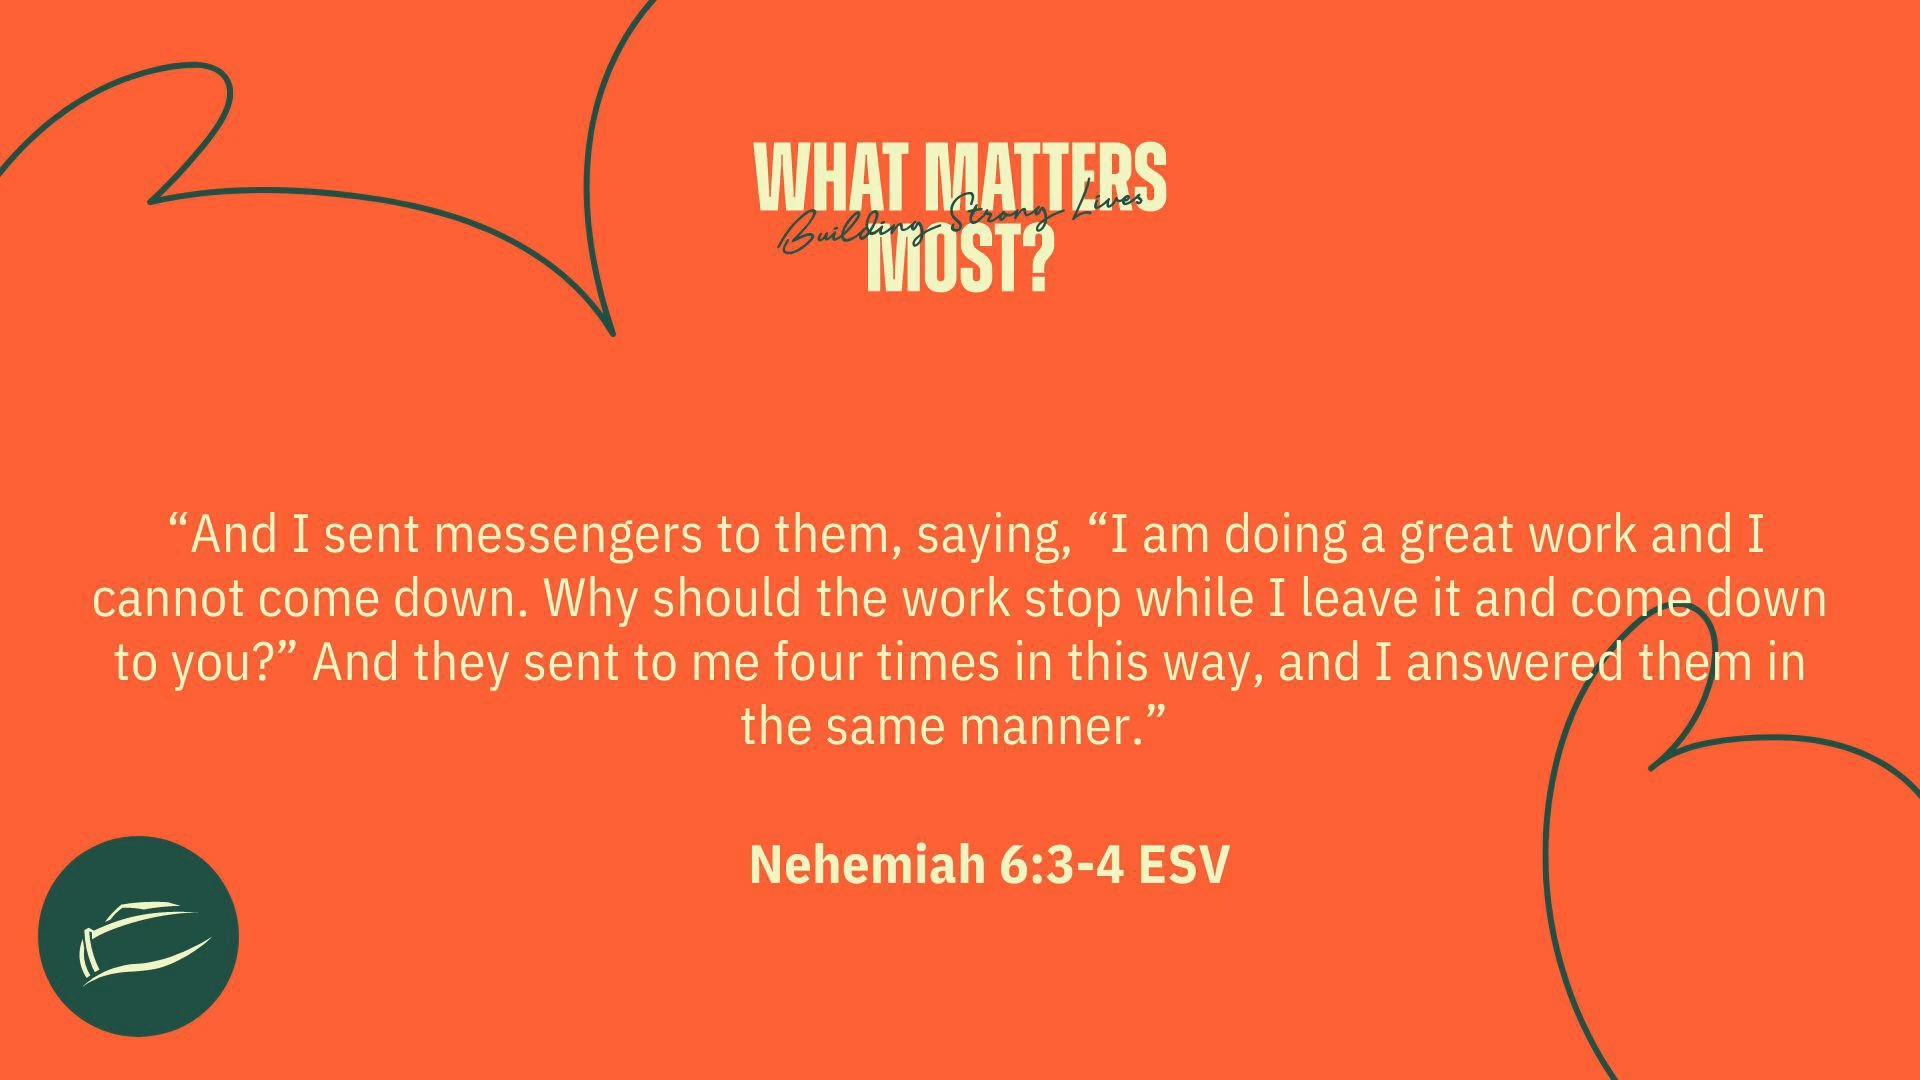 WHAT MATTERS
Building Strong Lives
MOST?
“And I sent messengers to them, saying, “I am doing a great work and I
cannot come down. Why should the work stop while I leave it and come down
to you?” And they sent to me four times in this way, and I answered them in
the same manner.”
Nehemiah 6:3-4 ESV